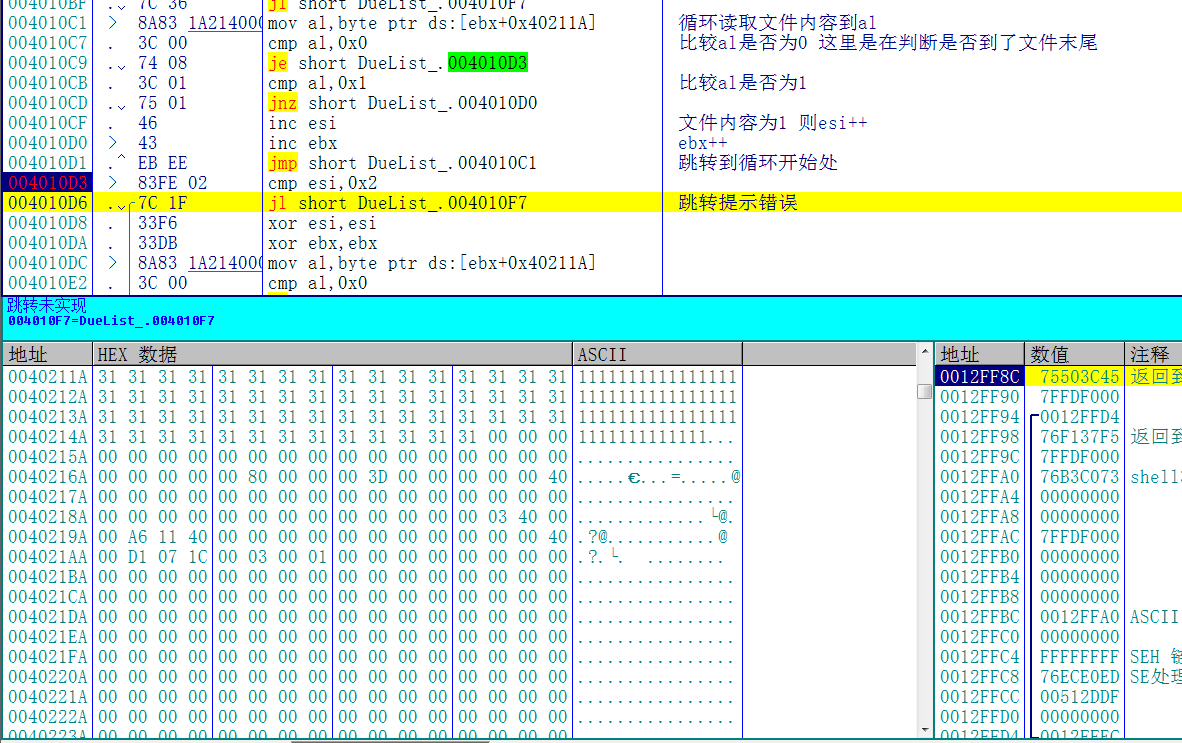 004010BF . 7C 36 jl short DueList_.004010F7
004010C1 > 8A83 1A214000 mov al,byte ptr ds:[ebx+0x40211A] 循环读取文件内容到al
004010C7 . 3C 00 cmp al,0x0 比较al是否为0 这里是在判断是否到了文件末尾
004010C9 . 74 08 je short DueList_.004010D3
004010CB . 3C 01 cmp al,0x1 比较al是否为1
004010CD . 75 01 jnz short DueList_.004010D0
004010CF . 46 inc esi 文件内容为1 则esi++
004010D0 > 43 inc ebx ebx++
004010D1 .^ EB EE jmp short DueList_.004010C1 跳转到循环开始处
004010D3 > 83FE 02 cmp esi,0x2
004010D6 . 7C 1F jl short DueList_.004010F7 跳转提示错误
004010D8 . 33F6 xor esi,esi
004010DA . 33DB xor ebx,ebx
004010DC > 8A83 1A214000 mov al,byte ptr ds:[ebx+0x40211A]
004010E2 . 3C 00 cmp al,0x0
跳转未实现
004010F7=DueList_.004010F7
地址 HEX 数据 ASCII
0040211A 31 31 31 31 31 31 31 31 31 31 31 31 31 31 31 31 1111111111111111
0040212A 31 31 31 31 31 31 31 31 31 31 31 31 31 31 31 31 1111111111111111
0040213A 31 31 31 31 31 31 31 31 31 31 31 31 31 31 31 31 1111111111111111
0040214A 31 31 31 31 31 31 31 31 31 31 31 31 31 00 00 00 1111111111111...
0040215A 00 00 00 00 00 00 00 00 00 00 00 00 00 00 00 00 ................
0040216A 00 00 00 00 00 80 00 00 00 3D 00 00 00 00 00 40 .....€...=.....@
0040217A 00 00 00 00 00 00 00 00 00 00 00 00 00 00 00 00 ................
0040218A 00 00 00 00 00 00 00 00 00 00 00 00 00 03 40 00 .............└@.
0040219A 00 A6 11 40 00 00 00 00 00 00 00 00 00 00 00 40 .?@...........@
004021AA 00 D1 07 1C 00 03 00 01 00 00 00 00 00 00 00 00 .?.└ ........
004021BA 00 00 00 00 00 00 00 00 00 00 00 00 00 00 00 00 ................
004021CA 00 00 00 00 00 00 00 00 00 00 00 00 00 00 00 00 ................
004021DA 00 00 00 00 00 00 00 00 00 00 00 00 00 00 00 00 ................
004021EA 00 00 00 00 00 00 00 00 00 00 00 00 00 00 00 00 ................
004021FA 00 00 00 00 00 00 00 00 00 00 00 00 00 00 00 00 ................
0040220A 00 00 00 00 00 00 00 00 00 00 00 00 00 00 00 00 ................
0040221A 00 00 00 00 00 00 00 00 00 00 00 00 00 00 00 00 ................
0040222A 00 00 00 00 00 00 00 00 00 00 00 00 00 00 00 00 ................
0040223A 00 00 00 00 00 00 00 00 00 00 00 00 00 00 00 00 ................
地址 数值 注释
0012FF8C 75503C45 返回到
0012FF90 7FFDF000
0012FF94 0012FFD4
0012FF98 76F137F5 返回到
0012FF9C 7FFDF000
0012FFA0 76B3C073 shell
0012FFA4 00000000
0012FFA8 00000000
0012FFAC 7FFDF000
0012FFB0 00000000
0012FFB4 00000000
0012FFB8 00000000
0012FFBC 0012FFA0 ASCII
0012FFC0 00000000
0012FFC4 FFFFFFFF SEH 链
0012FFC8 76ECE0ED SE处理
0012FFCC 00512DDF
0012FFD0 00000000
0012FFD4 0012FFEC